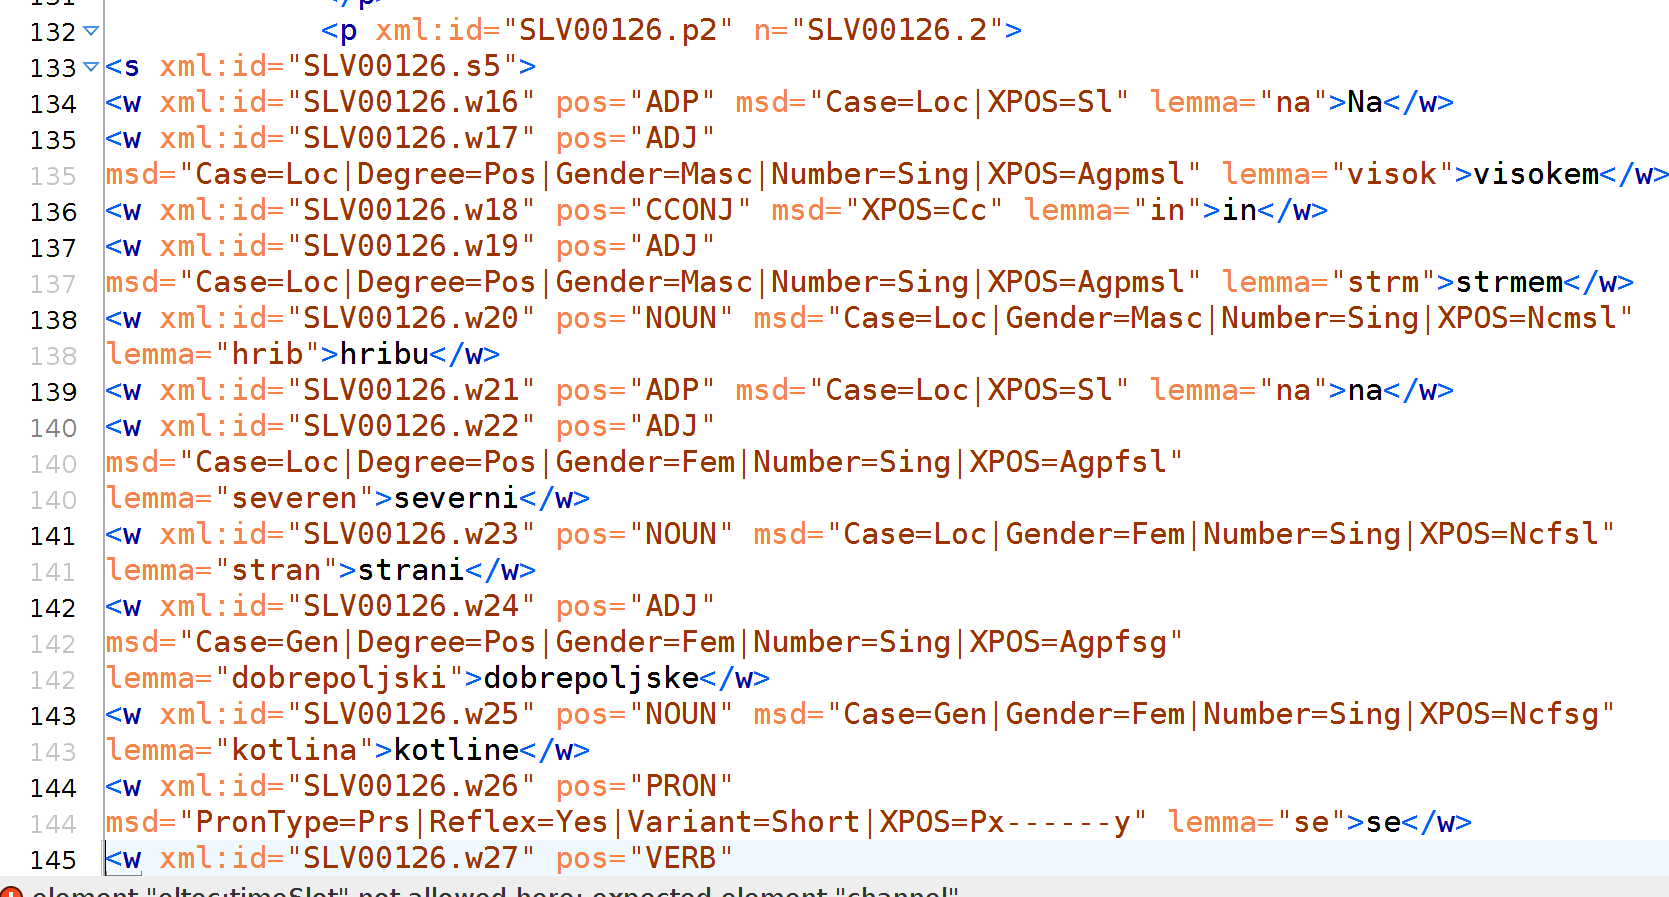 132 <p xml:id="SLV00126.p2" n="SLV00126.2">
133 <s xml:id="SLV00126.s5">
134 <w xml:id="SLV00126.w16" pos="ADP" msd="Case=Loc|XPOS=Sl" lemma="na">Na</w>
135 <w xml:id="SLV00126.w17" pos="ADJ"
135 msd="Case=Loc|Degree=Pos|Gender=Masc|Number=Sing|XPOS=Agpmsl" lemma="visok">visokem</w>
136 <w xml:id="SLV00126.w18" pos="CCONJ" msd="XPOS=Cc" lemma="in">in</w>
137 <w xml:id="SLV00126.w19" pos="ADJ"
137 msd="Case=Loc|Degree=Pos|Gender=Masc|Number=Sing|XPOS=Agpmsl" lemma="strm">strmem</w>
138 <w xml:id="SLV00126.w20" pos="NOUN" msd="Case=Loc|Gender=Masc|Number=Sing|XPOS=Ncmsl"
138 lemma="hrib">hribu</w>
139 <w xml:id="SLV00126.w21" pos="ADP" msd="Case=Loc|XPOS=Sl" lemma="na">na</w>
140 <w xml:id="SLV00126.w22" pos="ADJ"
140 msd="Case=Loc|Degree=Pos|Gender=Fem|Number=Sing|XPOS=Agpfsl"
140 lemma="severen">severni</w>
141 <w xml:id="SLV00126.w23" pos="NOUN" msd="Case=Loc|Gender=Fem|Number=Sing|XPOS=Ncfsl"
141 lemma="stran">strani</w>
142 <w xml:id="SLV00126.w24" pos="ADJ"
142 msd="Case=Gen|Degree=Pos|Gender=Fem|Number=Sing|XPOS=Agpfsg"
142 lemma="dobrepoljski">dobrepoljske</w>
143 <w xml:id="SLV00126.w25" pos="NOUN" msd="Case=Gen|Gender=Fem|Number=Sing|XPOS=Ncfsg"
143 lemma="kotlina">kotline</w>
144 <w xml:id="SLV00126.w26" pos="PRON"
144 msd="PronType=Prs|Reflex=Yes|Variant=Short|XPOS=Px------y" lemma="se">se</w>
145 <w xml:id="SLV00126.w27" pos="VERB"
element "eltec:timeSlot" not allowed here; expected element "channel"